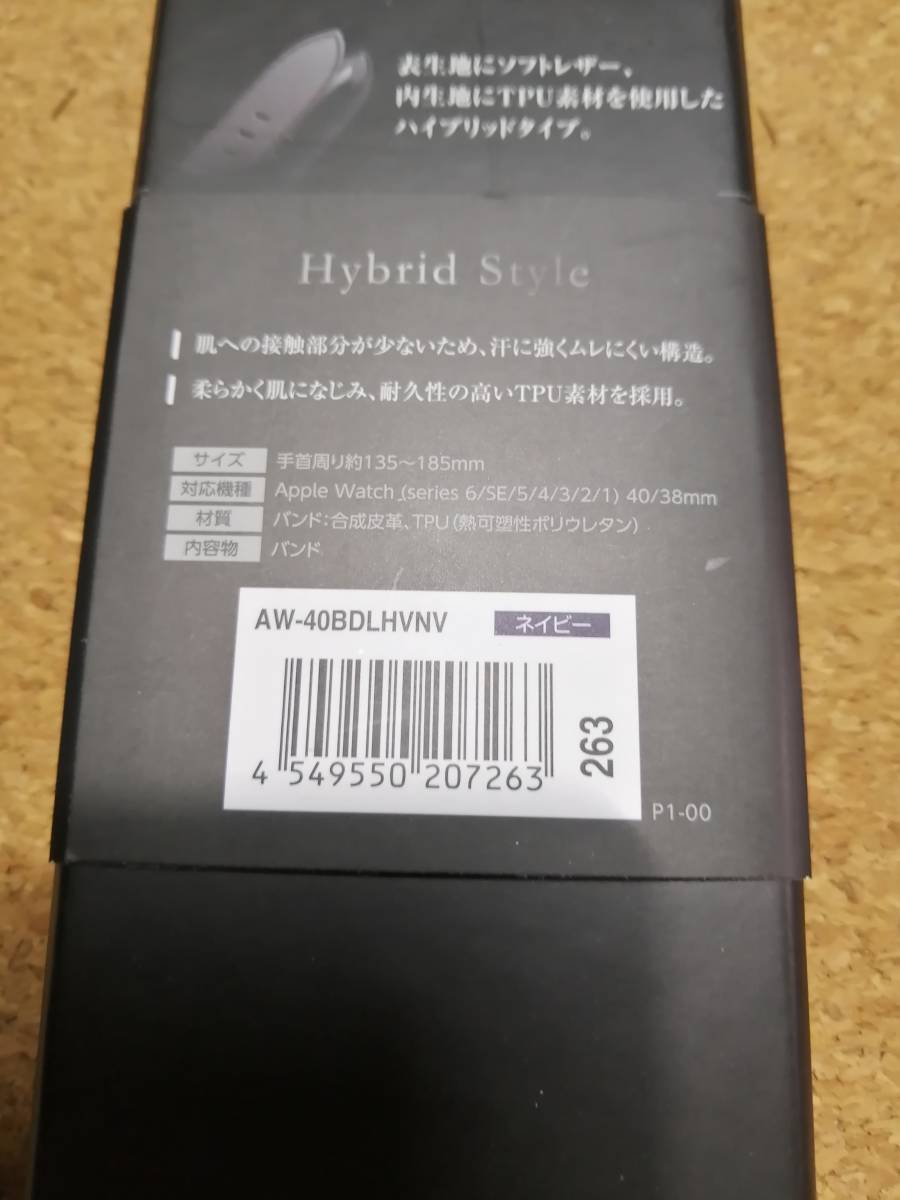 表生地にソフトレザー、
内生地にTPU素材を使用した
ハイブリッドタイプ。
Hybrid Style
肌への接触部分が少ないため、汗に強くムレにくい構造。
柔らかく肌になじみ、耐久性の高いTPU素材を採用。
サイズ 手首周り約135～185mm
対応機種 Apple Watch (series 6/SE/5/4/3/2/1) 40/38mm
材質 バンド：合成皮革、TPU（熱可塑性ポリウレタン）
内容物 バンド
AW-40BDLHVNV ネイビー
4 549550 207263
263
P1-00